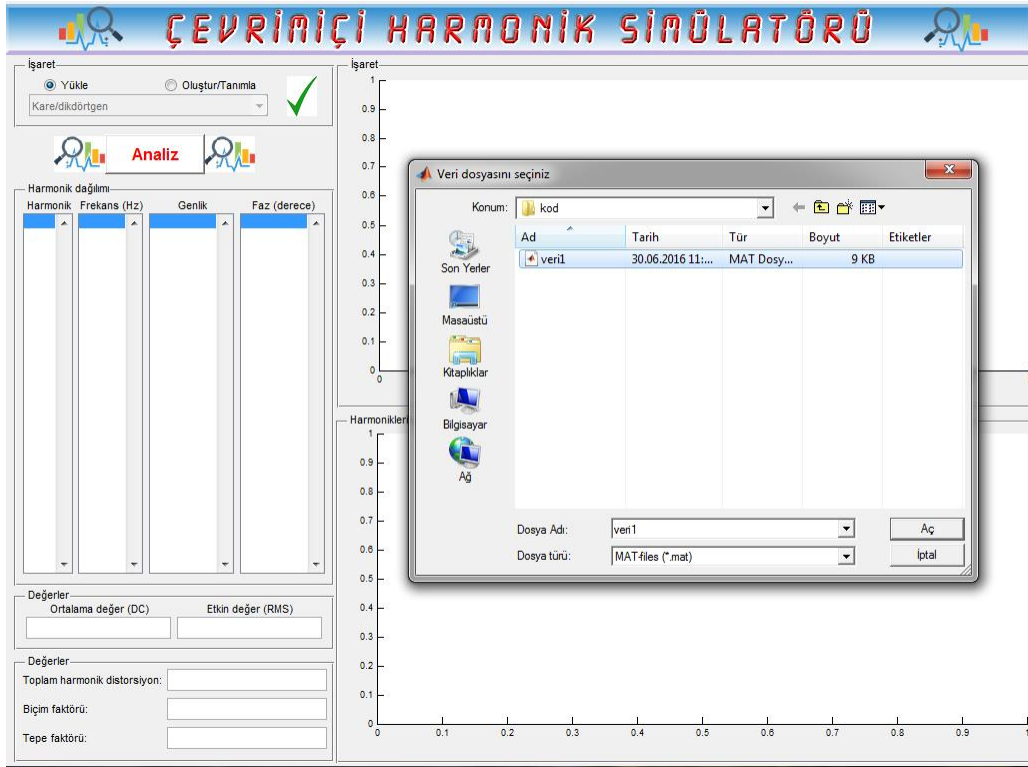 ÇEVRİMİÇİ HARMONİK SİMÜLATÖRÜ
İşaret
Yükle
Oluştur/Tanımla
Kare/dikdörtgen
Analiz
Harmonik dağılımı
Harmonik Frekans (Hz) Genlik Faz (derece)
Değerler
Ortalama değer (DC) Etkin değer (RMS)
Değerler
Toplam harmonik distorsiyon:
Biçim faktörü:
Tepe faktörü:
İşaret
1
0.9
0.8
0.7
0.6
0.5
0.4
0.3
0.2
0.1
0
0
Harmonikleri
1
0.9
0.8
0.7
0.6
0.5
0.4
0.3
0.2
0.1
0
0 0.1 0.2 0.3 0.4 0.5 0.6 0.7 0.8 0.9 1
Veri dosyasını seçiniz
Konum: kod
Son Yerler
Masaüstü
Kitaplıklar
Bilgisayar
Ağ
Ad Tarih Tür Boyut Etiketler
veri1 30.06.2016 11:... MAT Dosy... 9 KB
Dosya Adı: veri1 Aç
Dosya türü: MAT-files (*.mat) İptal